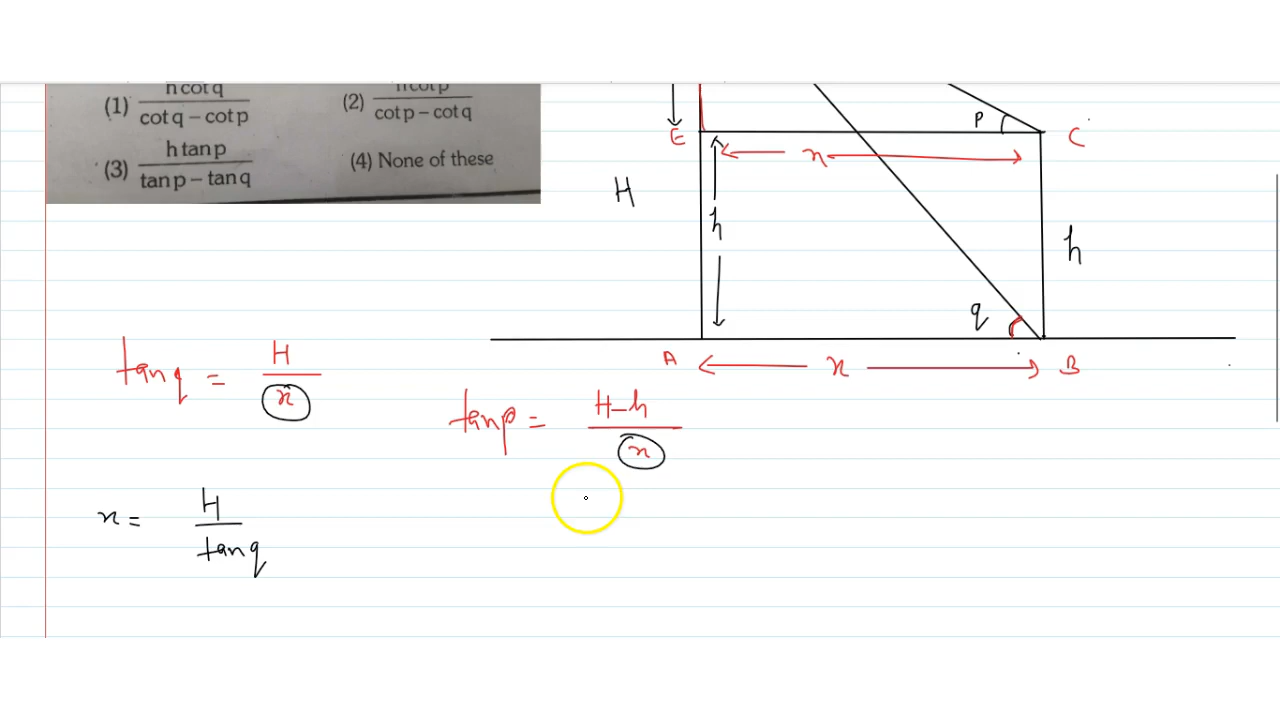 (1) h cot q / cot q – cot p
(2) h cot p / cot p – cot q
(3) h tan p / tan p – tan q
(4) None of these
E
P
C
x
H
h
h
q
A
x
B
tan q = H / x
tan p = H – h / x
x = H / tan q